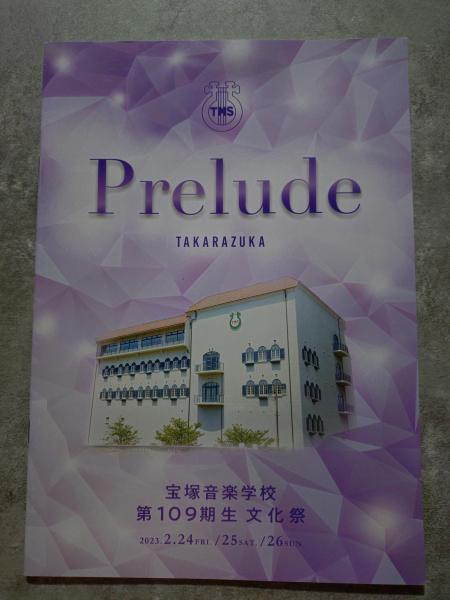 TMS
Prelude
TAKARAZUKA
宝塚音楽学校
第109期生 文化祭
2023. 2.24FRI. /25SAT. /26SUN